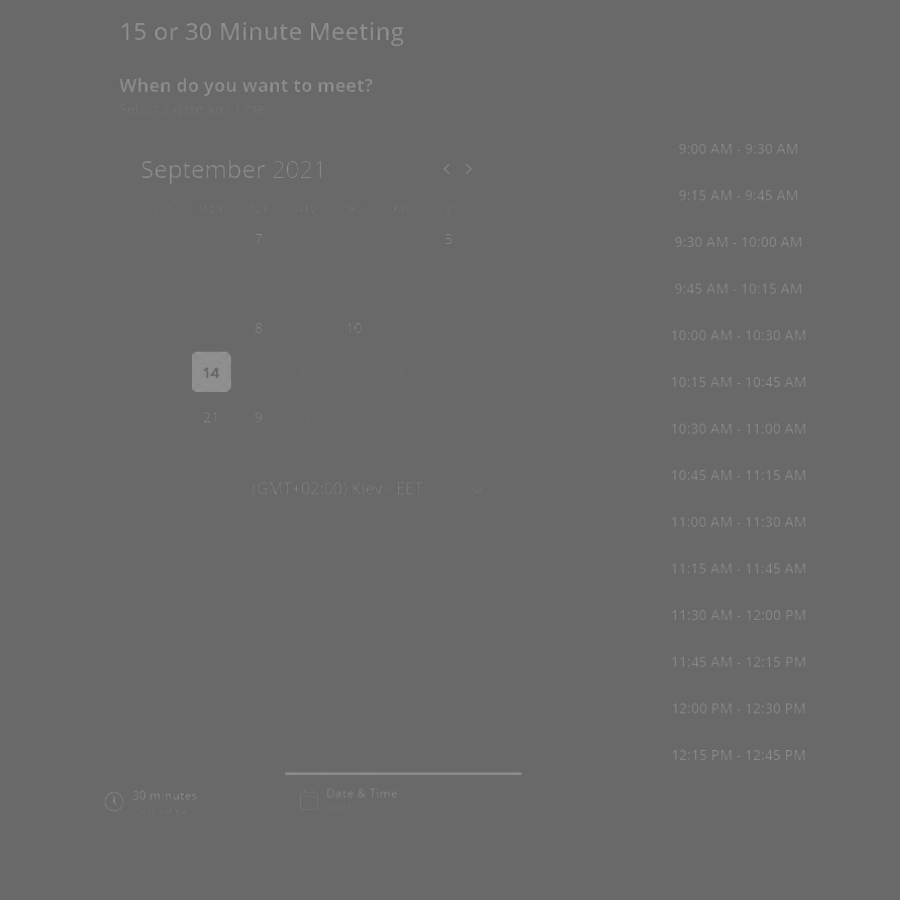 15 or 30 Minute Meeting
When do you want to meet?
Select a date and time
September 2021
7 5
8 10
14
21 9
(GMT+02:00) Kiev - EET
9:00 AM - 9:30 AM
9:15 AM - 9:45 AM
9:30 AM - 10:00 AM
9:45 AM - 10:15 AM
10:00 AM - 10:30 AM
10:15 AM - 10:45 AM
10:30 AM - 11:00 AM
10:45 AM - 11:15 AM
11:00 AM - 11:30 AM
11:15 AM - 11:45 AM
11:30 AM - 12:00 PM
11:45 AM - 12:15 PM
12:00 PM - 12:30 PM
12:15 PM - 12:45 PM
30 minutes
Date & Time